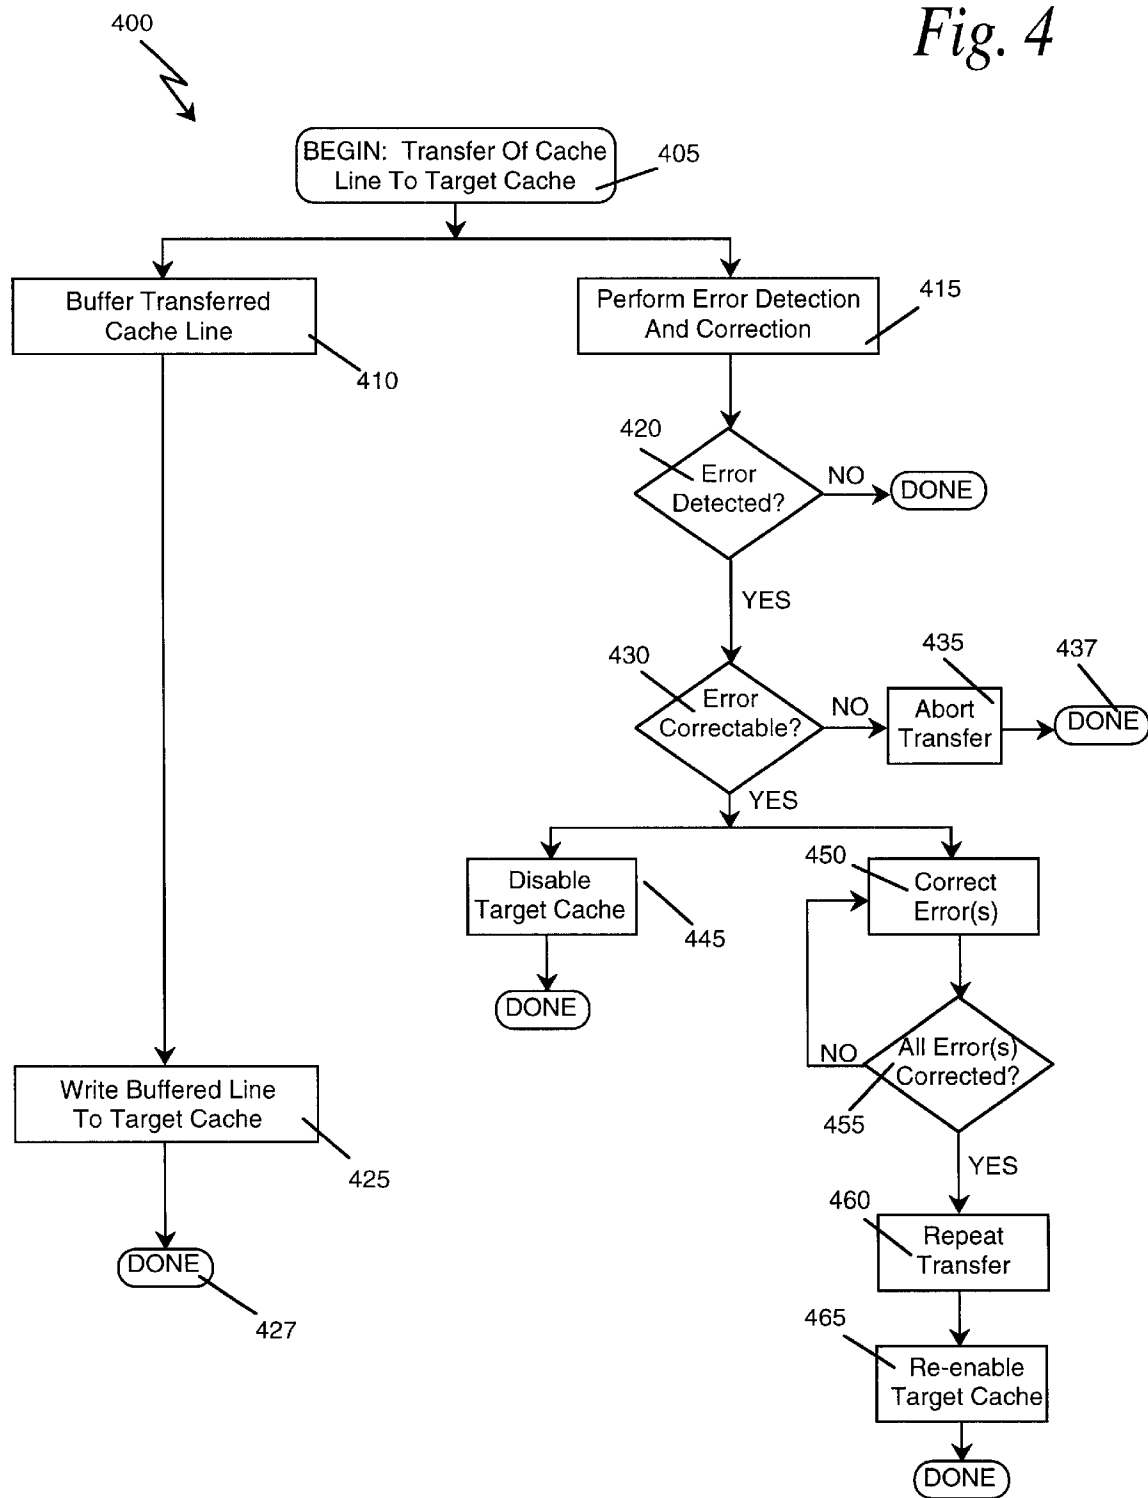 Fig. 4
400
BEGIN: Transfer Of Cache
Line To Target Cache
405
Buffer Transferred
Cache Line
410
Perform Error Detection
And Correction
415
420
Error
Detected?
NO
DONE
YES
430
Error
Correctable?
NO
435
Abort
Transfer
437
DONE
YES
Disable
Target Cache
445
DONE
450
Correct
Error(s)
All Error(s)
Corrected?
NO
455
YES
Write Buffered Line
To Target Cache
425
DONE
427
460
Repeat
Transfer
465
Re-enable
Target Cache
DONE